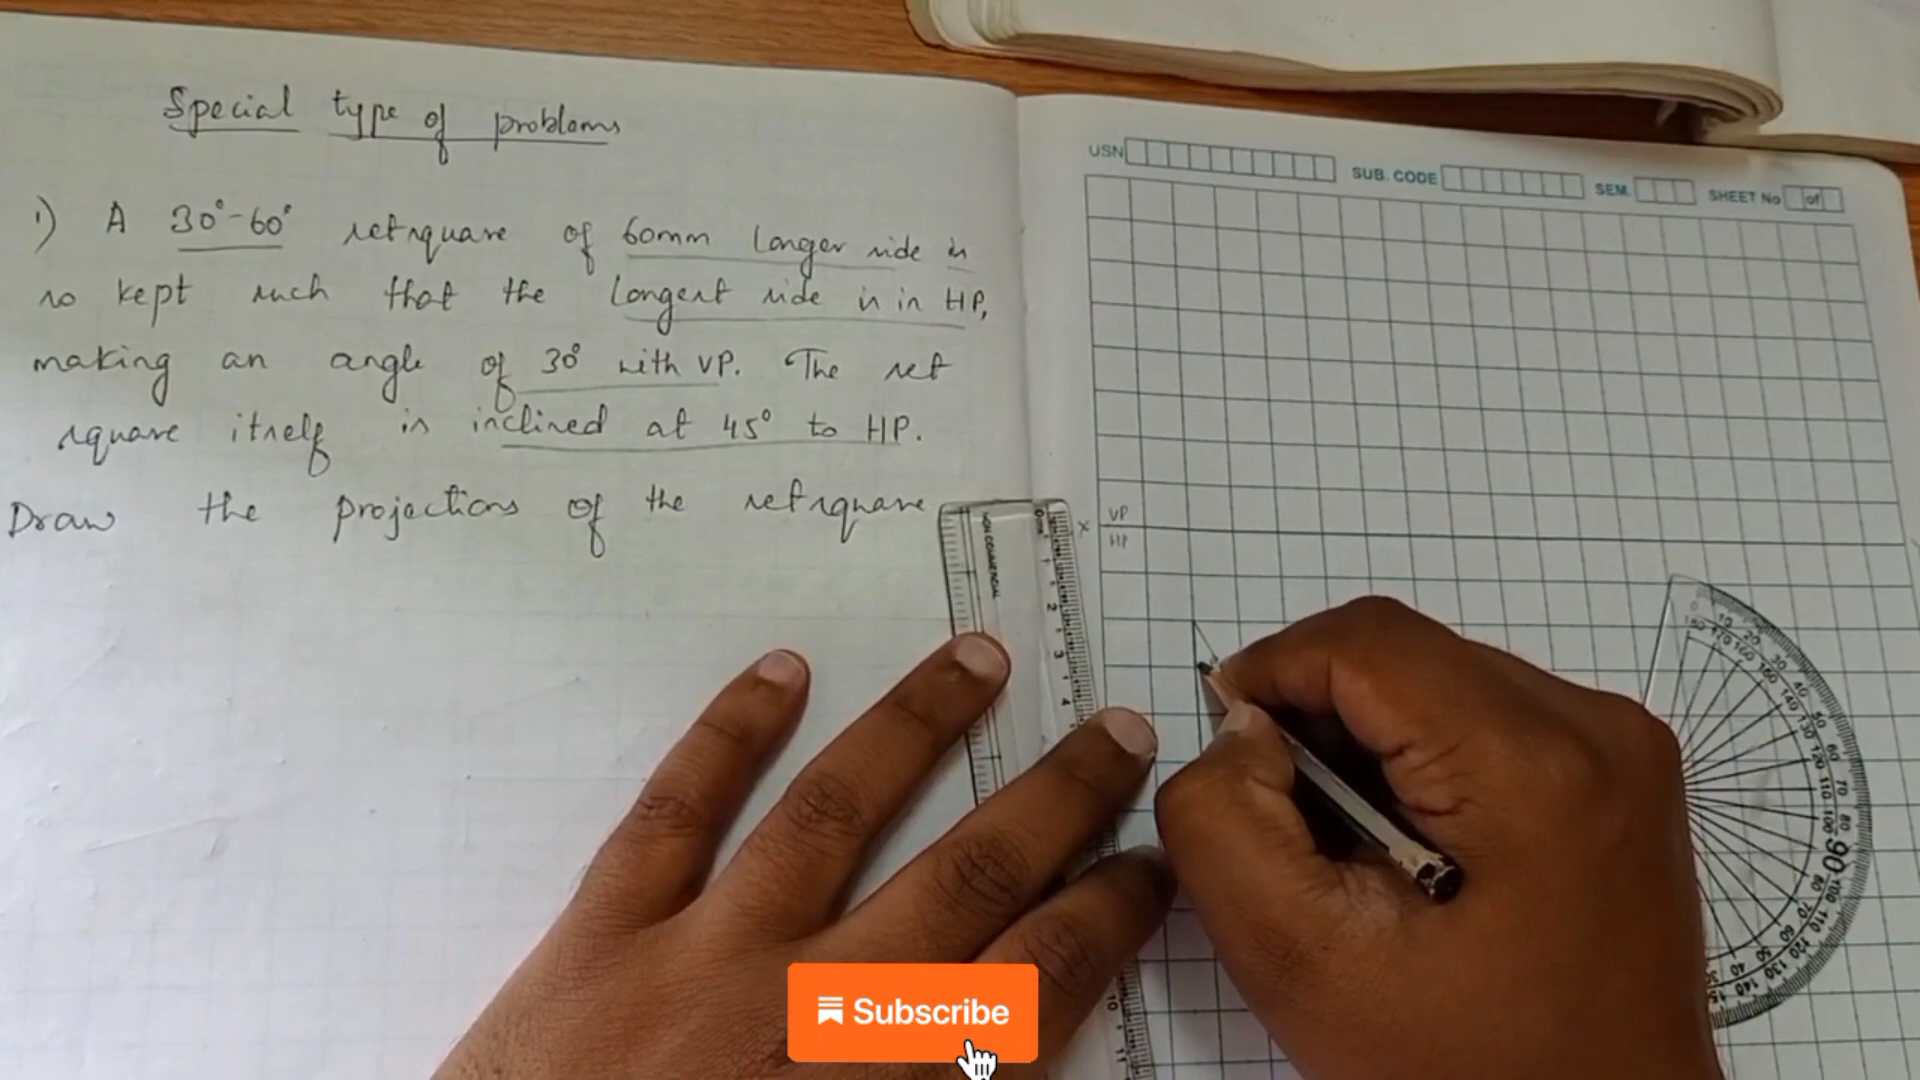 Special type of problems
1) A 30°-60° setsquare of 60mm longer side is
so kept such that the longest side is in HP,
making an angle of 30° with VP. The set
square itself is inclined at 45° to HP.
Draw the projections of the setsquare
USN SUB. CODE SEM. SHEET No of
X VP
HP
NON COMMERCIAL
Subscribe